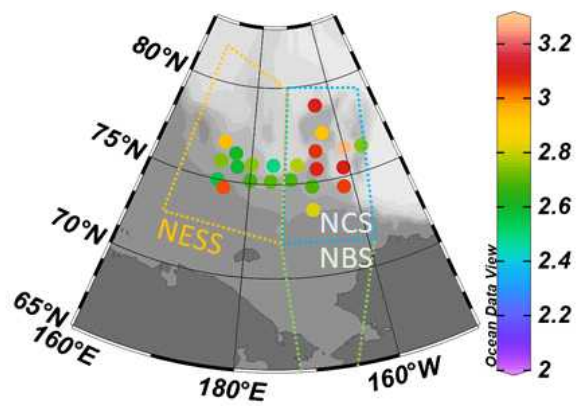 80°N
75°N
70°N
65°N
160°E
180°E
160°W
NESS
NCS
NBS
3.2
3
2.8
2.6
2.4
2.2
2
Ocean Data View